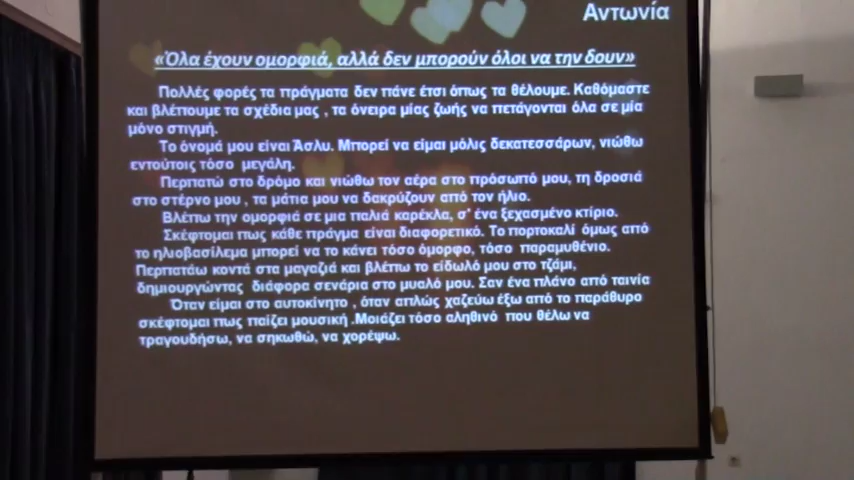 Αντωνία
«Όλα έχουν ομορφιά, αλλά δεν μπορούν όλοι να την δουν»
Πολλές φορές τα πράγματα δεν πάνε έτσι όπως τα θέλουμε. Καθόμαστε
και βλέπουμε τα σχέδια μας , τα όνειρα μίας ζωής να πετάγονται όλα σε μία
μόνο στιγμή.
Το όνομά μου είναι Άσλυ. Μπορεί να είμαι μόλις δεκατεσσάρων, νιώθω
εντούτοις τόσο μεγάλη.
Περπατώ στο δρόμο και νιώθω τον αέρα στο πρόσωπό μου, τη δροσιά
στο στέρνο μου , τα μάτια μου να δακρύζουν από τον ήλιο.
Βλέπω την ομορφιά σε μια παλιά καρέκλα, σ' ένα ξεχασμένο κτίριο.
Σκέφτομαι πως κάθε πράγμα είναι διαφορετικό. Το πορτοκαλί όμως από
το ηλιοβασίλεμα μπορεί να το κάνει τόσο όμορφο, τόσο παραμυθένιο.
Περπατάω κοντά στα μαγαζιά και βλέπω το είδωλό μου στο τζάμι,
δημιουργώντας διάφορα σενάρια στο μυαλό μου. Σαν ένα πλάνο από ταινία
Όταν είμαι στο αυτοκίνητο , όταν απλώς χαζεύω έξω από το παράθυρο
σκέφτομαι πως παίζει μουσική .Μοιάζει τόσο αληθινό που θέλω να
τραγουδήσω, να σηκωθώ, να χορέψω.